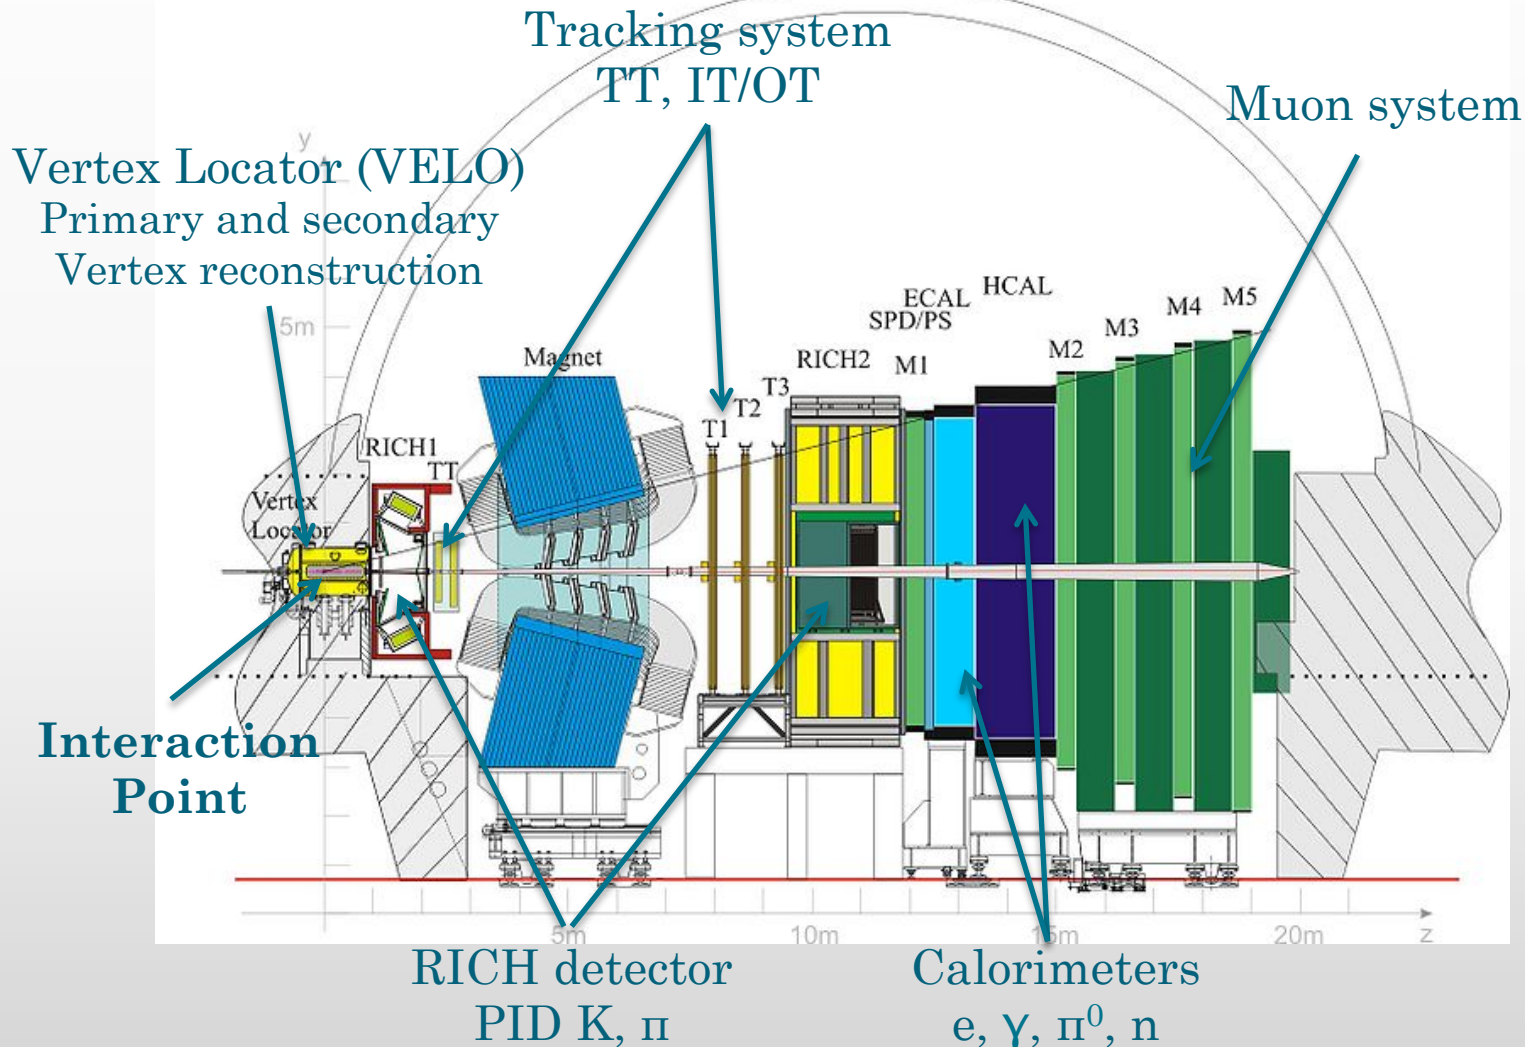 Tracking system
TT, IT/OT
Muon system
y
Vertex Locator (VELO)
Primary and secondary
Vertex reconstruction
5m
Magnet
ECAL
HCAL
SPD/PS
RICH2
M1
M2
M3
M4
M5
T1
T2
T3
RICH1
TT
Vertex
Locator
Interaction
Point
5m
10m
15m
20m
z
RICH detector
PID K, π
Calorimeters
e, γ, π⁰, n